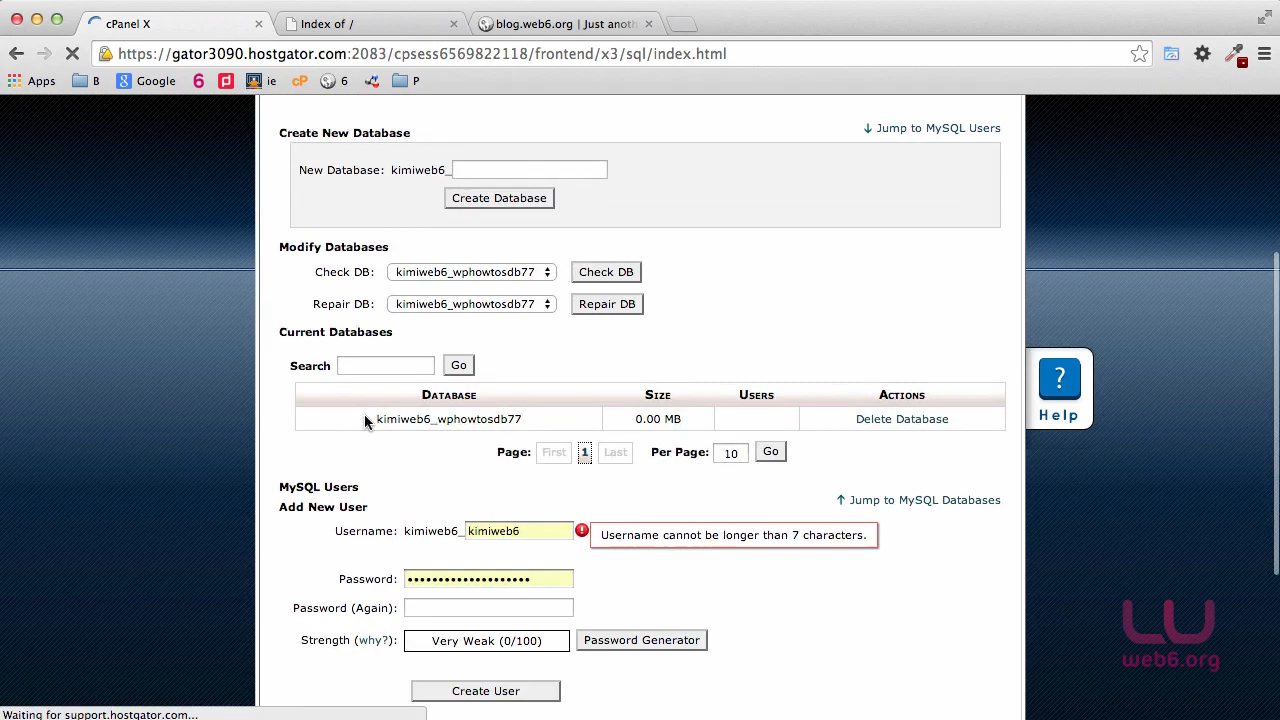 cPanel X
Index of /
blog.web6.org | Just anoth
https://gator3090.hostgator.com:2083/cpsess6569822118/frontend/x3/sql/index.html
Apps
B
Google
6
ie
cP
6
P
Create New Database
↓ Jump to MySQL Users
New Database: kimiweb6_
Create Database
Modify Databases
Check DB: kimiweb6_wphowtosdb77 Check DB
Repair DB: kimiweb6_wphowtosdb77 Repair DB
Current Databases
Search Go
DATABASE SIZE USERS ACTIONS
kimiweb6_wphowtosdb77 0.00 MB Delete Database
Page: First 1 Last Per Page: 10 Go
?
Help
MySQL Users
Add New User
↑ Jump to MySQL Databases
Username: kimiweb6_ kimiweb6 ! Username cannot be longer than 7 characters.
Password: ••••••••••••••••••••
Password (Again):
Strength (why?): Very Weak (0/100) Password Generator
Create User
web6.org
Waiting for support.hostgator.com...